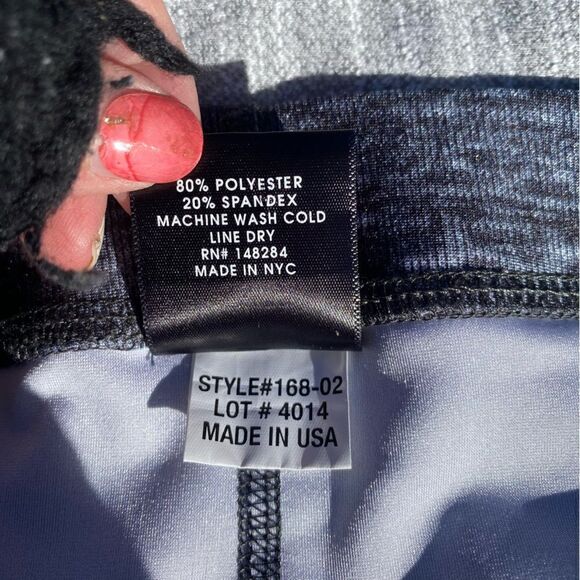 80% POLYESTER
20% SPANDEX
MACHINE WASH COLD
LINE DRY
RN# 148284
MADE IN NYC
STYLE#168-02
LOT # 4014
MADE IN USA